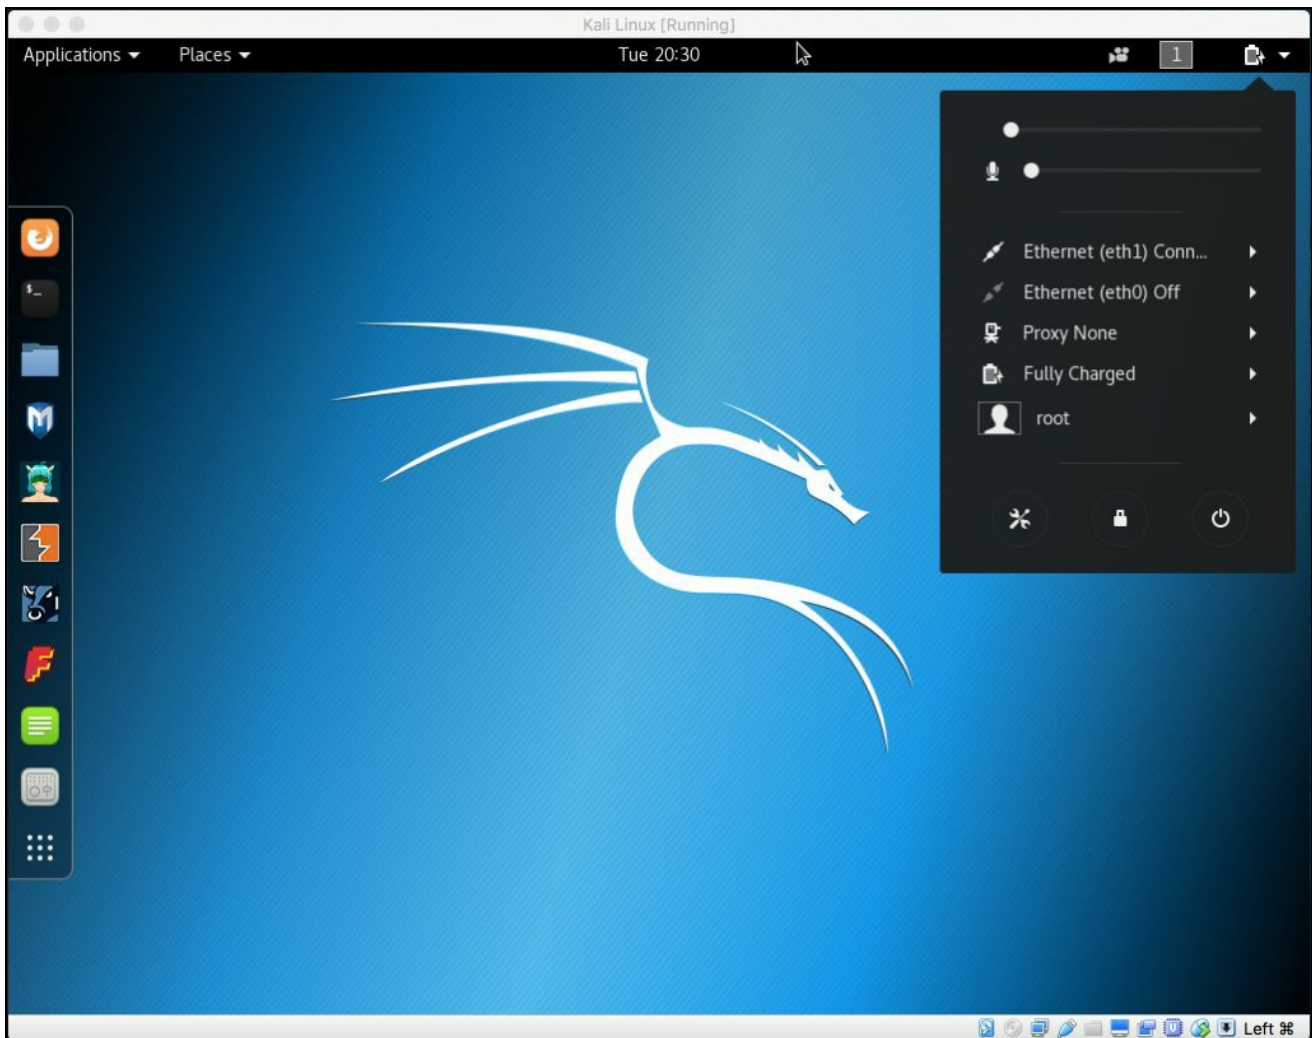 Kali Linux [Running]
Applications Places Tue 20:30 1
Ethernet (eth1) Conn...
Ethernet (eth0) Off
Proxy None
Fully Charged
root
$_
M
F
Left ⌘